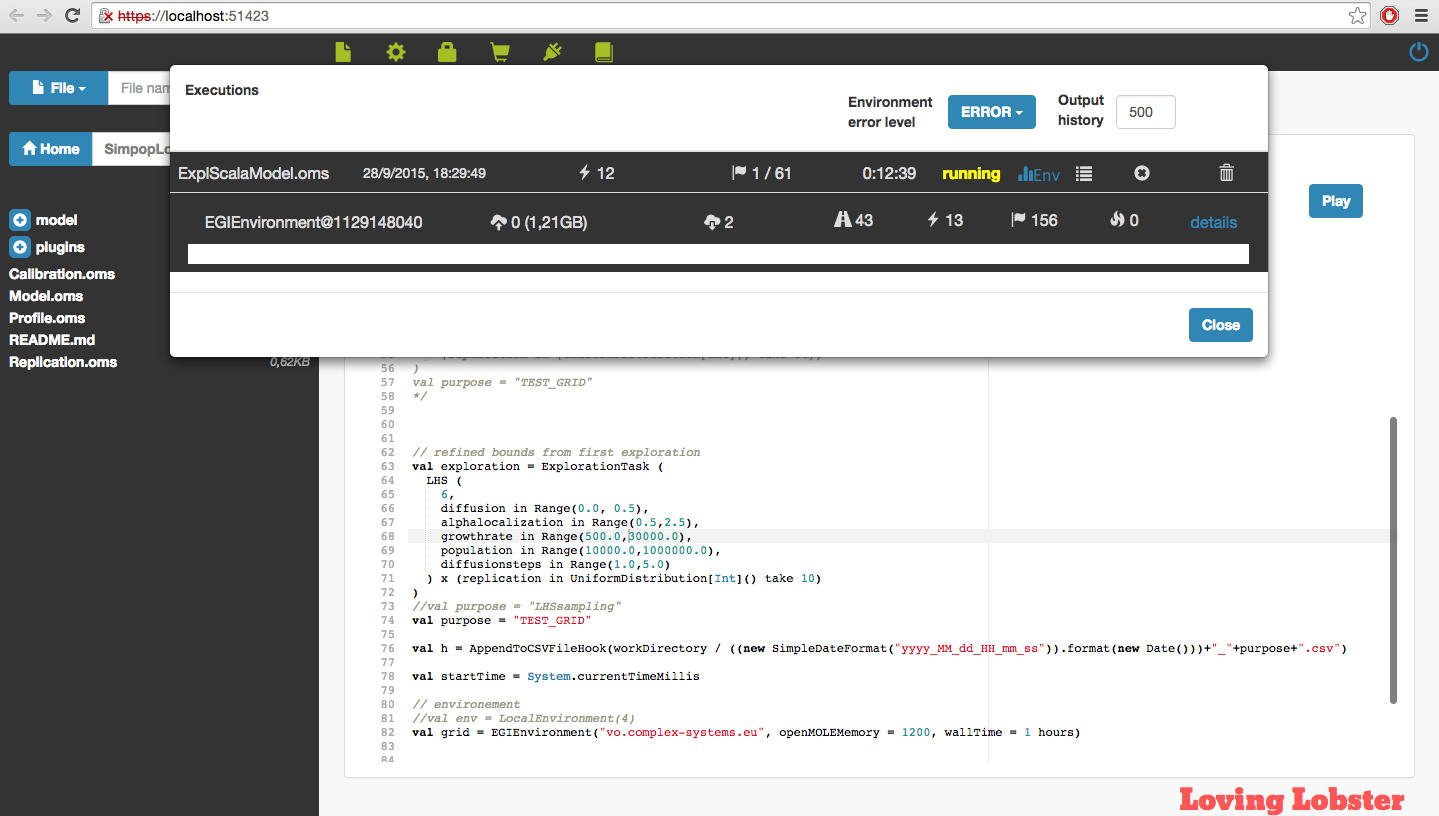 https://localhost:51423
File
File nam
Home
SimpopLo
model
plugins
Calibration.oms
Model.oms
Profile.oms
README.md
Replication.oms
0,62KB
Executions
Environment
error level
ERROR
Output
history
500
ExplScalaModel.oms 28/9/2015, 18:29:49 12 1 / 61 0:12:39 running Env
EGIEnvironment@1129148040 0 (1,21GB) 2 43 13 156 0 details
Close
Play
56 )
57 val purpose = "TEST_GRID"
58 */
59
60
61
62 // refined bounds from first exploration
63 val exploration = ExplorationTask (
64 LHS (
65 6,
66 diffusion in Range(0.0, 0.5),
67 alphalocalization in Range(0.5,2.5),
68 growthrate in Range(500.0,30000.0),
69 population in Range(10000.0,1000000.0),
70 diffusionsteps in Range(1.0,5.0)
71 ) x (replication in UniformDistribution[Int]() take 10)
72 )
73 //val purpose = "LHSsampling"
74 val purpose = "TEST_GRID"
75
76 val h = AppendToCSVFileHook(workDirectory / ((new SimpleDateFormat("yyyy_MM_dd_HH_mm_ss")).format(new Date()))+"_"+purpose+".csv")
77
78 val startTime = System.currentTimeMillis
79
80 // environement
81 //val env = LocalEnvironment(4)
82 val grid = EGIEnvironment("vo.complex-systems.eu", openMOLEMemory = 1200, wallTime = 1 hours)
83
84
Loving Lobster